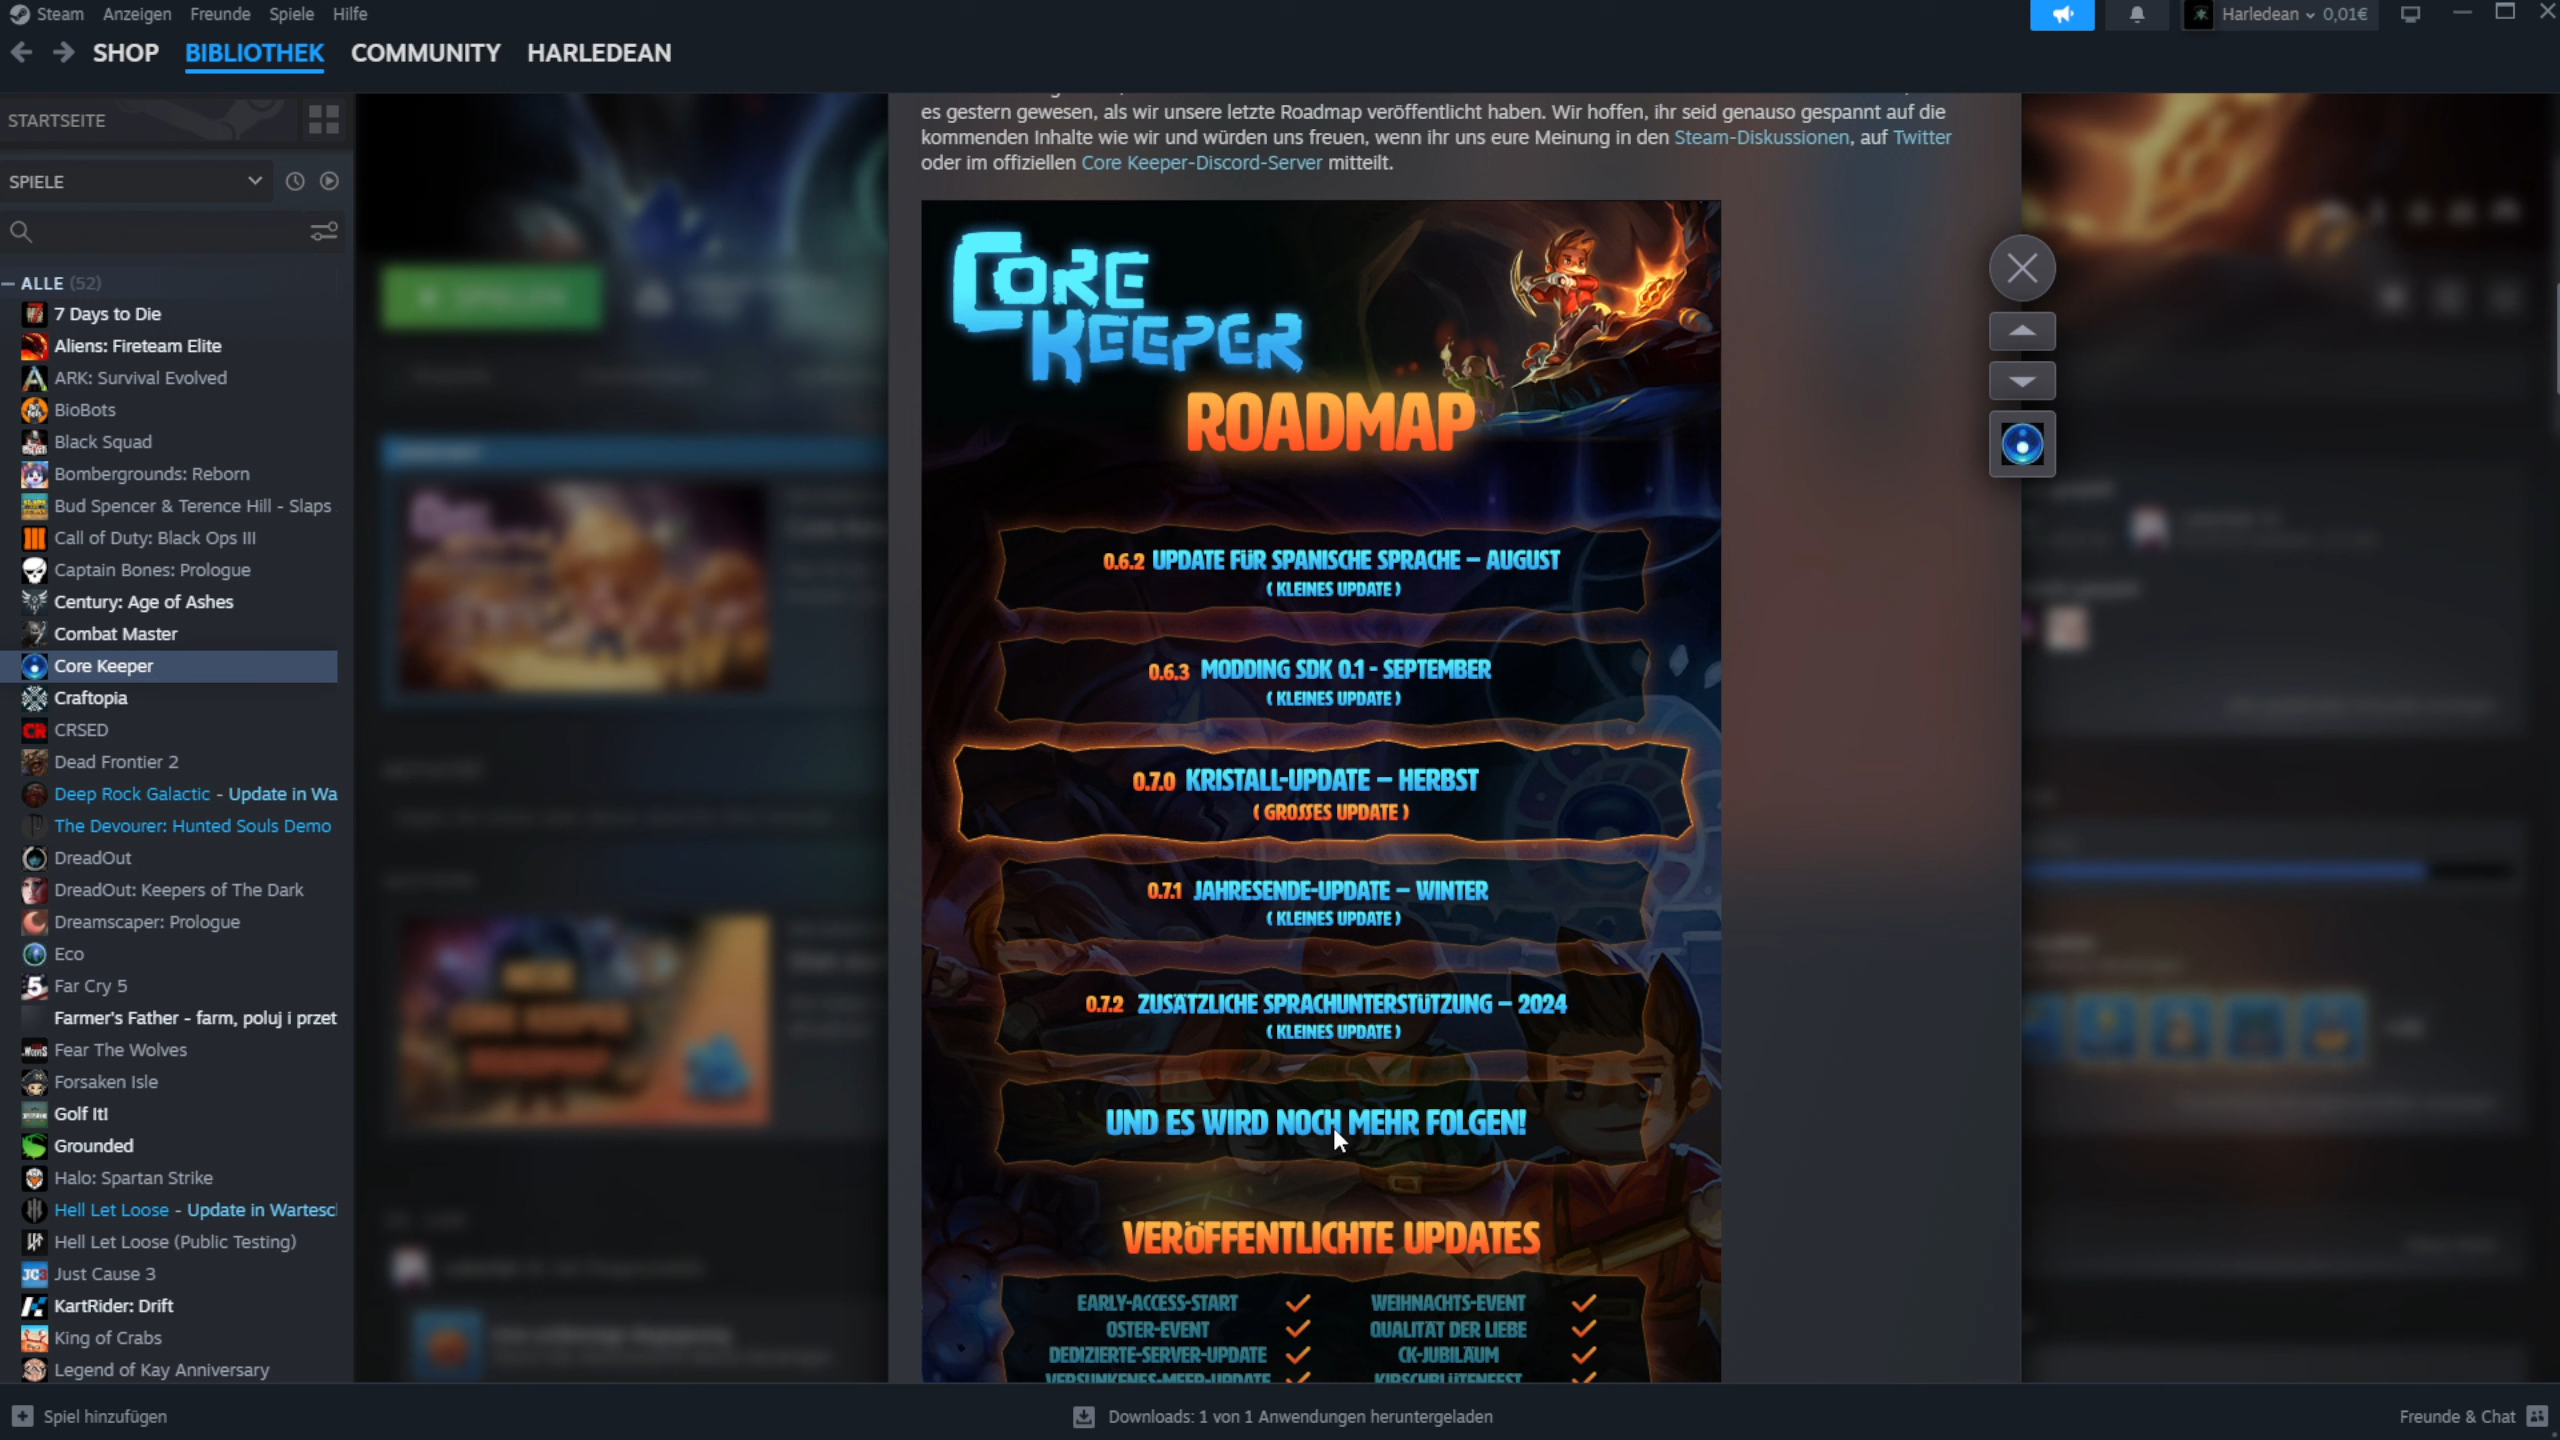 Steam Anzeigen Freunde Spiele Hilfe
Harledean 0,01€
SHOP BIBLIOTHEK COMMUNITY HARLEDEAN
STARTSEITE
SPIELE
ALLE (52)
7 Days to Die
Aliens: Fireteam Elite
ARK: Survival Evolved
BioBots
Black Squad
Bombergrounds: Reborn
Bud Spencer & Terence Hill - Slaps
Call of Duty: Black Ops III
Captain Bones: Prologue
Century: Age of Ashes
Combat Master
Core Keeper
Craftopia
CRSED
Dead Frontier 2
Deep Rock Galactic - Update in Wa
The Devourer: Hunted Souls Demo
DreadOut
DreadOut: Keepers of The Dark
Dreamscaper: Prologue
Eco
Far Cry 5
Farmer's Father - farm, poluj i przet
Fear The Wolves
Forsaken Isle
Golf It!
Grounded
Halo: Spartan Strike
Hell Let Loose - Update in Wartesc
Hell Let Loose (Public Testing)
Just Cause 3
KartRider: Drift
King of Crabs
Legend of Kay Anniversary
es gestern gewesen, als wir unsere letzte Roadmap veröffentlicht haben. Wir hoffen, ihr seid genauso gespannt auf die
kommenden Inhalte wie wir und würden uns freuen, wenn ihr uns eure Meinung in den Steam-Diskussionen, auf Twitter
oder im offiziellen Core Keeper-Discord-Server mitteilt.
CORE
KEEPER
ROADMAP
0.6.2 UPDATE FÜR SPANISCHE SPRACHE – AUGUST
( KLEINES UPDATE )
0.6.3 MODDING SDK 0.1 - SEPTEMBER
( KLEINES UPDATE )
0.7.0 KRISTALL-UPDATE – HERBST
( GROSSES UPDATE )
0.7.1 JAHRESENDE-UPDATE – WINTER
( KLEINES UPDATE )
0.7.2 ZUSÄTZLICHE SPRACHUNTERSTÜTZUNG – 2024
( KLEINES UPDATE )
UND ES WIRD NOCH MEHR FOLGEN!
VERÖFFENTLICHTE UPDATES
EARLY-ACCESS-START WEIHNACHTS-EVENT
OSTER-EVENT QUALITÄT DER LIEBE
DEDIZIERTE-SERVER-UPDATE CK-JUBILÄUM
VERSUNKENES-MEER-UPDATE KIRSCHBLÜTENFEST
Spiel hinzufügen
Downloads: 1 von 1 Anwendungen heruntergeladen
Freunde & Chat